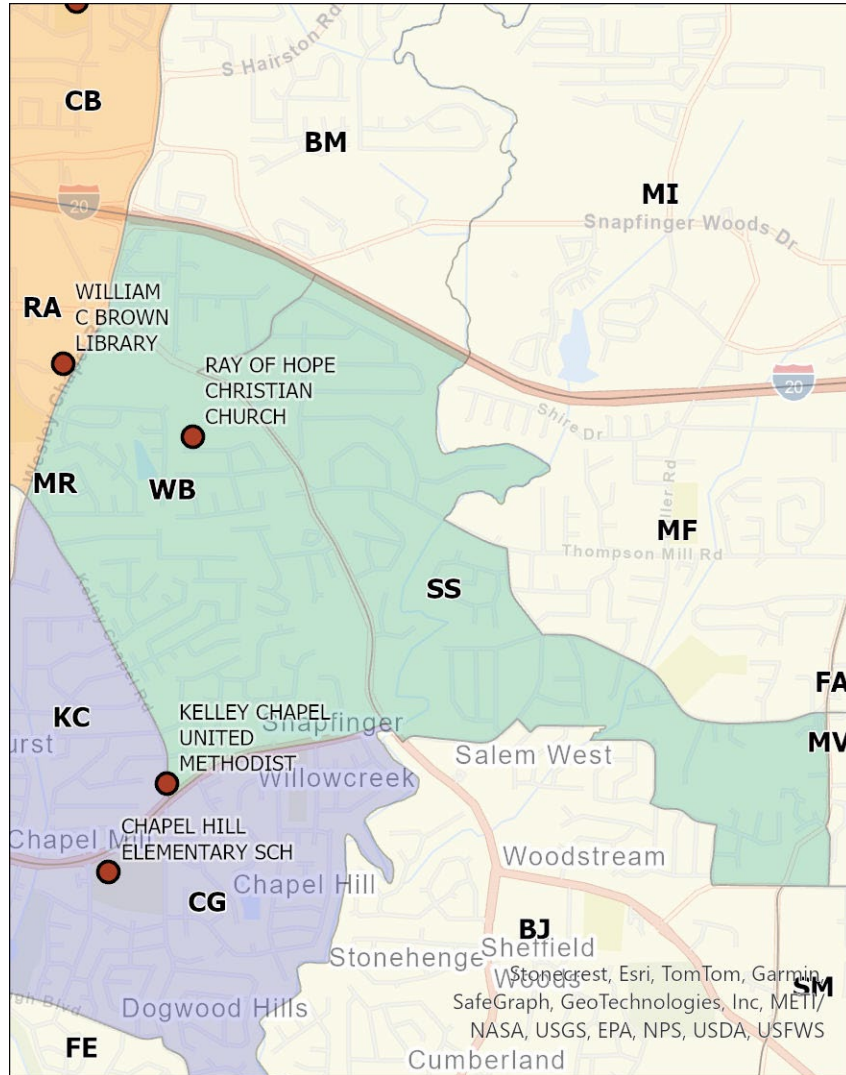 S Hairston Rd
CB
BM
MI
20
Snapfinger Woods Dr
RA
WILLIAM
C BROWN
LIBRARY
RAY OF HOPE
CHRISTIAN
CHURCH
20
Shire Dr
MR
WB
MF
Thompson Mill Rd
SS
Kelley Chapel Rd
FA
KC
KELLEY CHAPEL
UNITED
METHODIST
Snapfinger
MV
Salem West
Willowcreek
CHAPEL HILL
ELEMENTARY SCH
Woodstream
Chapel Hill
CG
BJ
Stonehenge
Sheffield
Woods
Dogwood Hills
SM
FE
Cumberland
Stonecrest, Esri, TomTom, Garmin,
SafeGraph, GeoTechnologies, Inc, METI/
NASA, USGS, EPA, NPS, USDA, USFWS